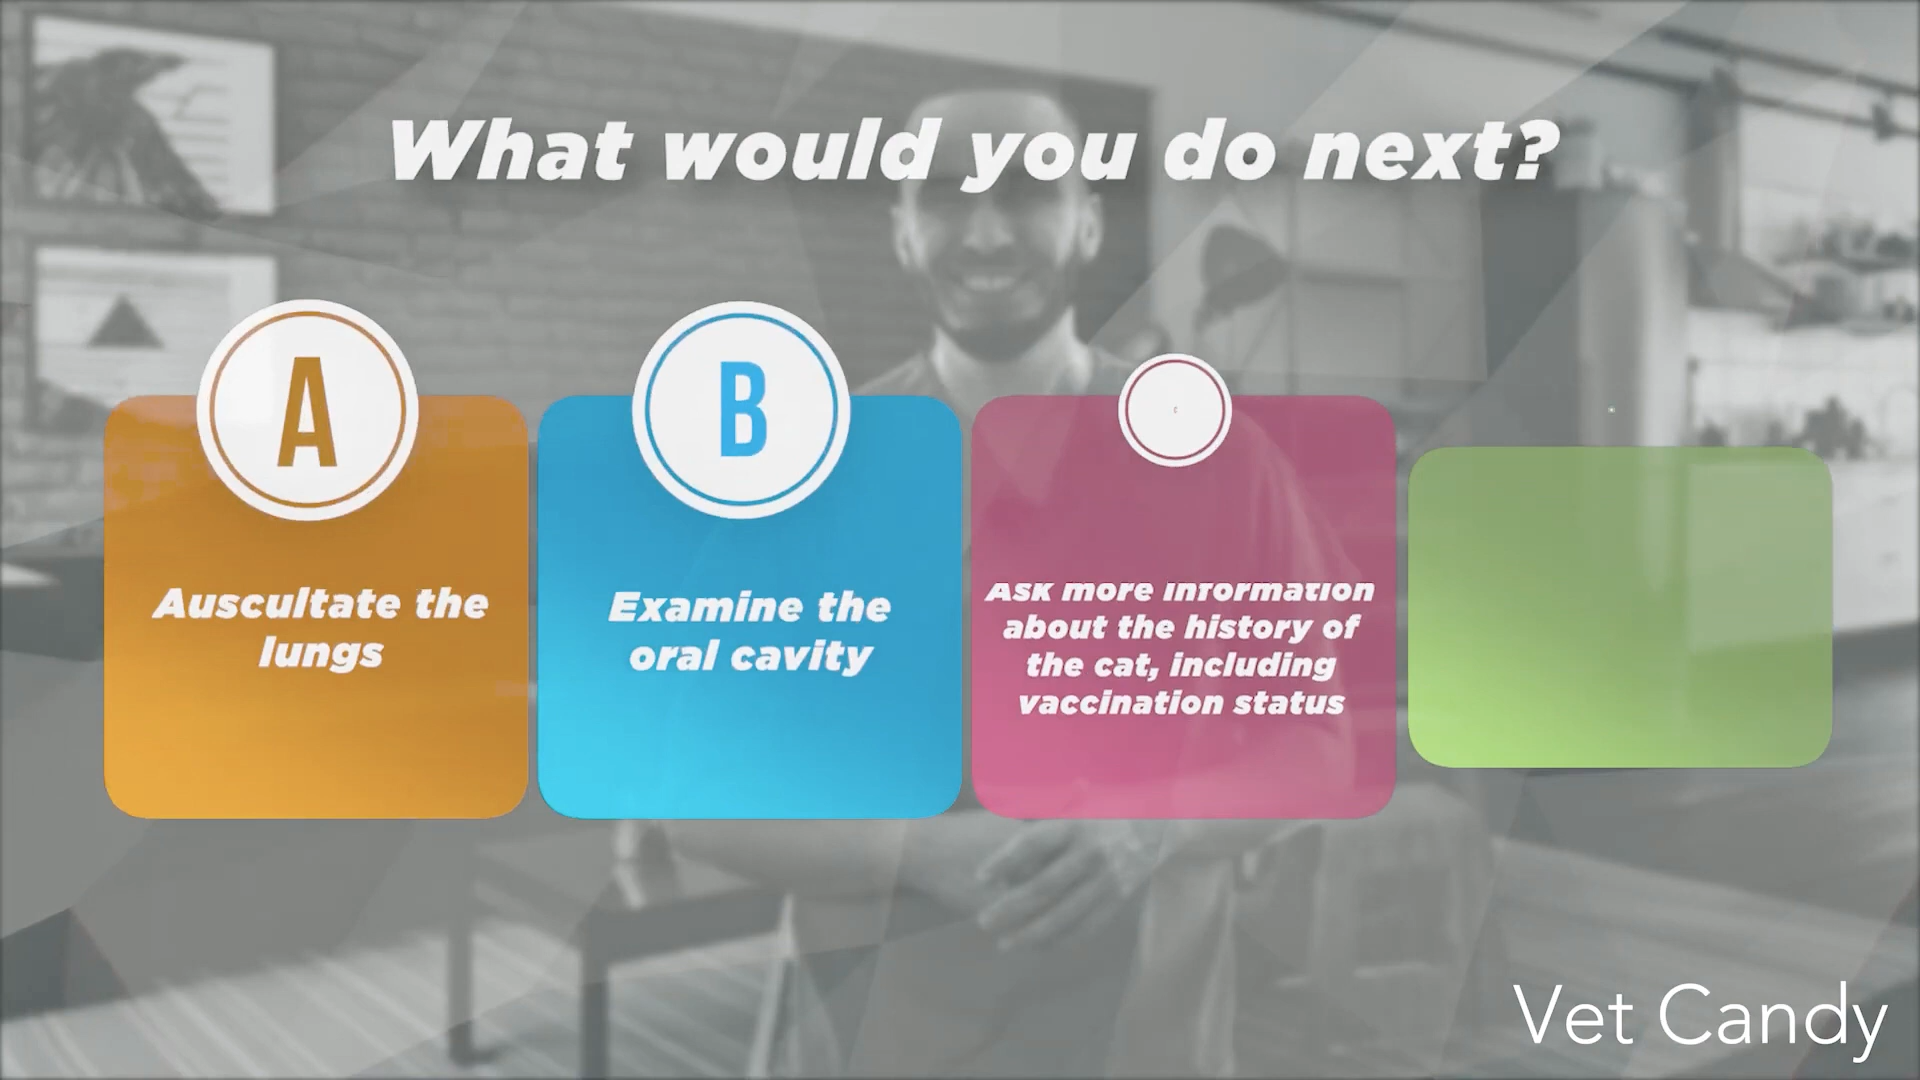 What would you do next?
A
Auscultate the
lungs
B
Examine the
oral cavity
C
Ask more information
about the history of
the cat, including
vaccination status
Vet Candy